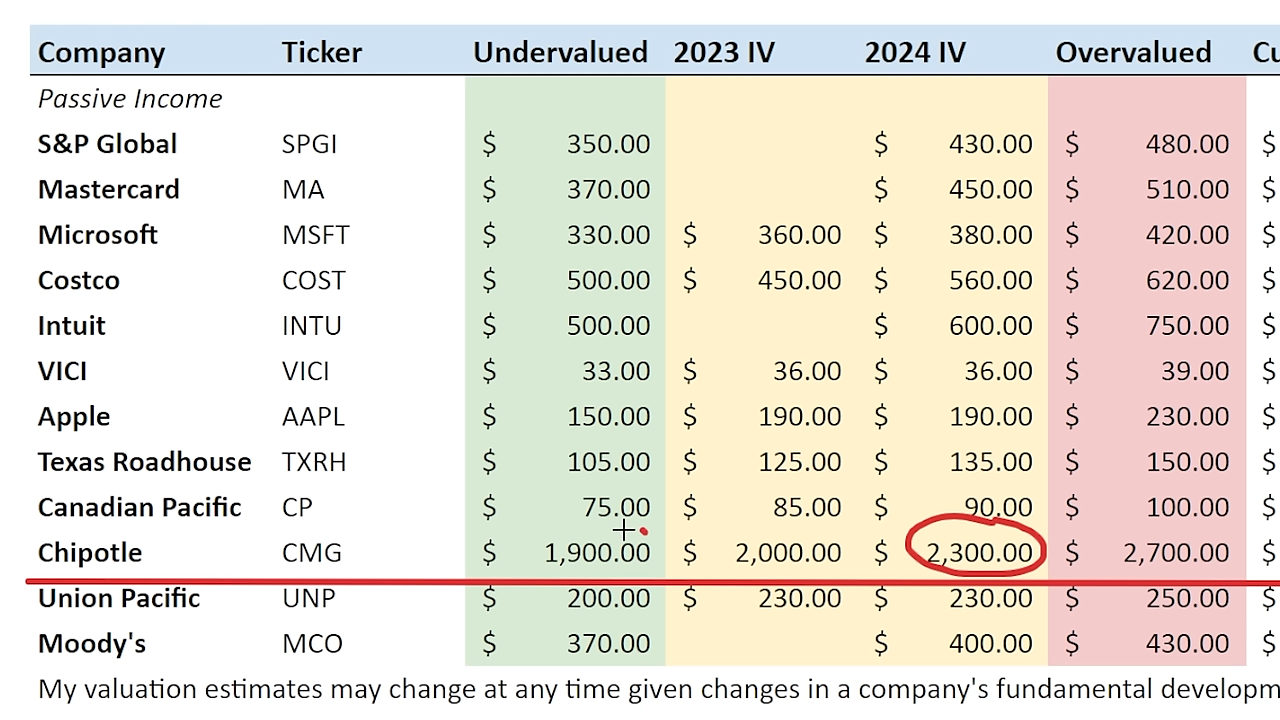 Company Ticker Undervalued 2023 IV 2024 IV Overvalued
Passive Income
S&P Global SPGI $ 350.00 $ 430.00 $ 480.00 $
Mastercard MA $ 370.00 $ 450.00 $ 510.00 $
Microsoft MSFT $ 330.00 $ 360.00 $ 380.00 $ 420.00 $
Costco COST $ 500.00 $ 450.00 $ 560.00 $ 620.00 $
Intuit INTU $ 500.00 $ 600.00 $ 750.00 $
VICI VICI $ 33.00 $ 36.00 $ 36.00 $ 39.00 $
Apple AAPL $ 150.00 $ 190.00 $ 190.00 $ 230.00 $
Texas Roadhouse TXRH $ 105.00 $ 125.00 $ 135.00 $ 150.00 $
Canadian Pacific CP $ 75.00 $ 85.00 $ 90.00 $ 100.00 $
Chipotle CMG $ 1,900.00 $ 2,000.00 $ 2,300.00 $ 2,700.00 $
Union Pacific UNP $ 200.00 $ 230.00 $ 230.00 $ 250.00 $
Moody's MCO $ 370.00 $ 400.00 $ 430.00 $
My valuation estimates may change at any time given changes in a company's fundamental